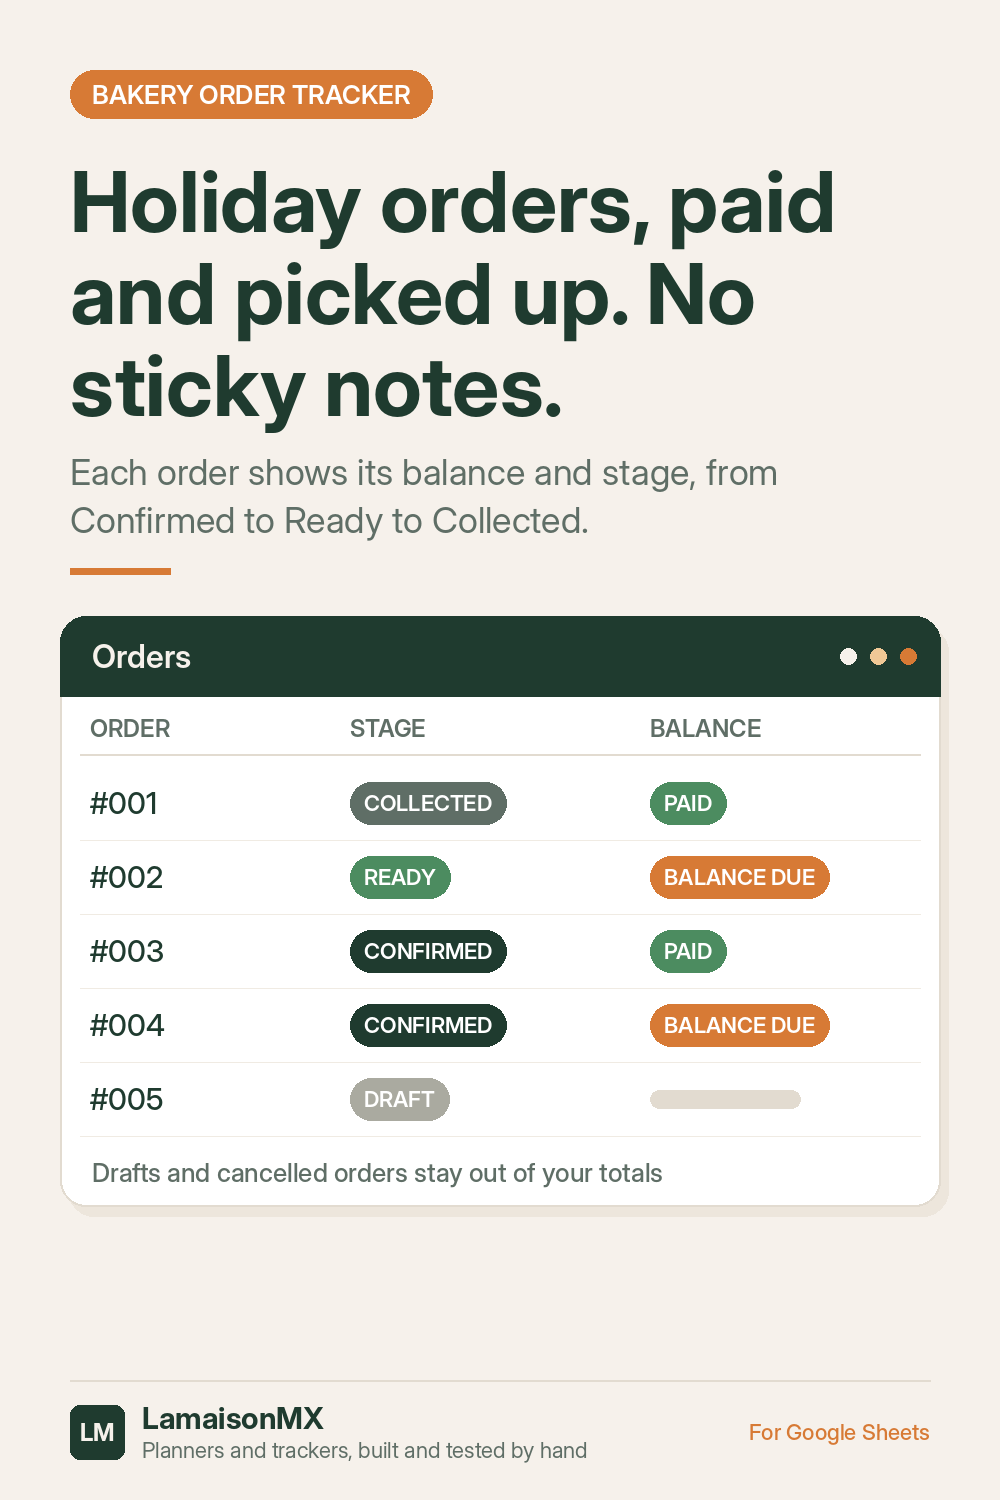 BAKERY ORDER TRACKER
Holiday orders, paid
and picked up. No
sticky notes.
Each order shows its balance and stage, from
Confirmed to Ready to Collected.
Orders
ORDER STAGE BALANCE
#001 COLLECTED PAID
#002 READY BALANCE DUE
#003 CONFIRMED PAID
#004 CONFIRMED BALANCE DUE
#005 DRAFT
Drafts and cancelled orders stay out of your totals
LM
LamaisonMX
Planners and trackers, built and tested by hand
For Google Sheets